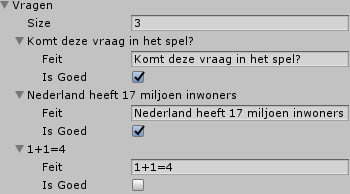 Vragen
Size 3
Komt deze vraag in het spel?
Feit Komt deze vraag in het spel?
Is Goed
Nederland heeft 17 miljoen inwoners
Feit Nederland heeft 17 miljoen inwoners
Is Goed
1+1=4
Feit 1+1=4
Is Goed